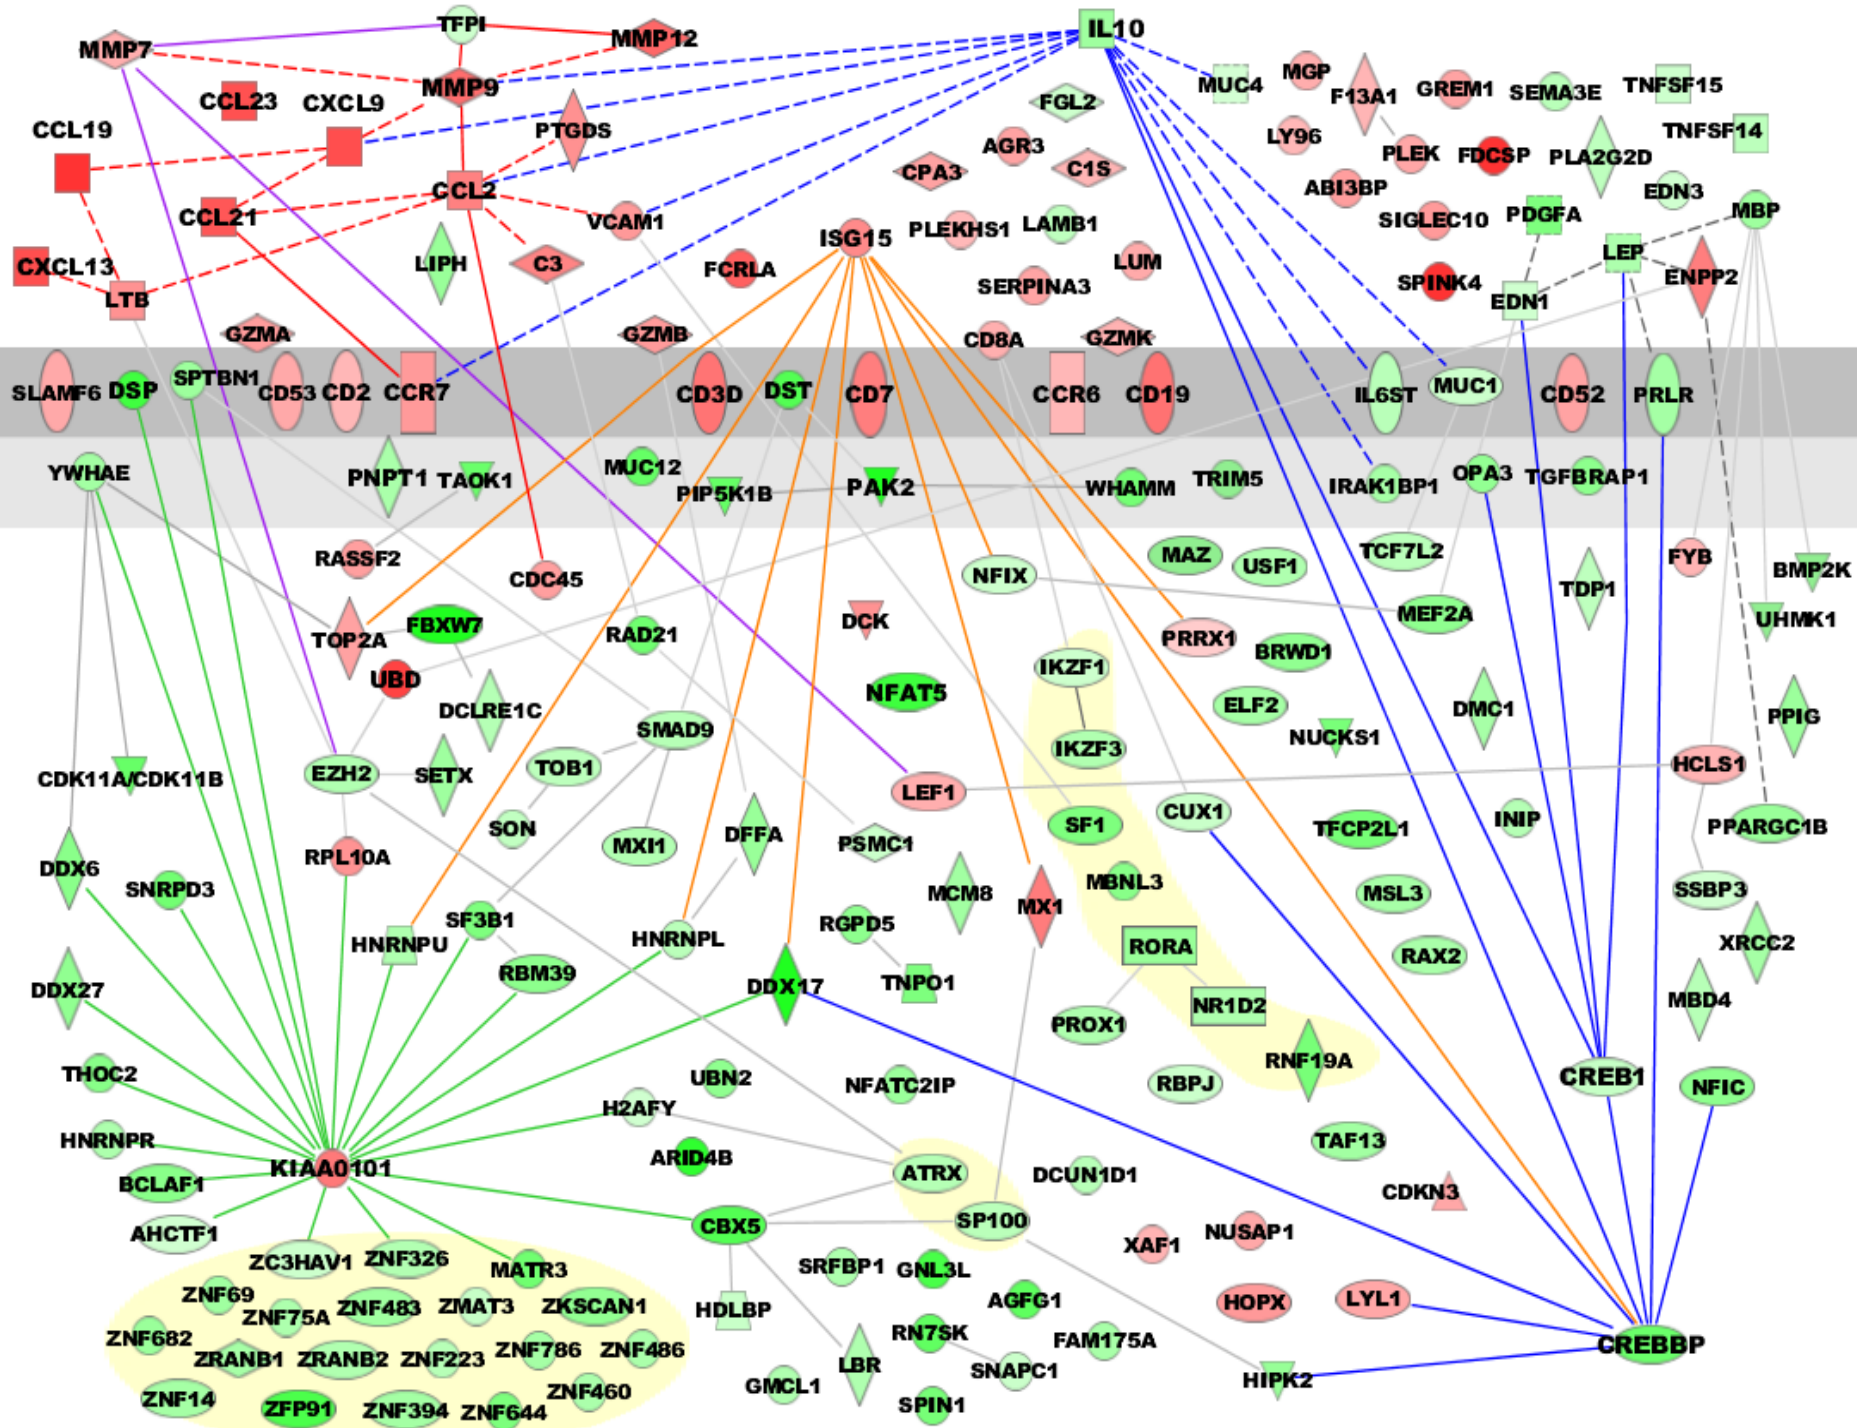 TFPI
IL10
MMP7
MMP12
MMP9
MUC4
MGP
F13A1
GREM1
SEMA3E
TNFSF15
CCL23
CXCL9
FGL2
CCL19
PTGDS
AGR3
LY96
PLEK
FDCSP
PLA2G2D
TNFSF14
CPA3
C1S
ABI3BP
EDN3
CCL2
CCL21
VCAM1
PLEKHS1
LAMB1
SIGLEC10
PDGFA
MBP
ISG15
CXCL13
LIPH
C3
FCRLA
LUM
LEP
ENPP2
LTB
SERPINA3
SPINK4
EDN1
GZMA
GZMB
CD8A
GZMK
SLAMF6
DSP
SPTBN1
CD53
CD2
CCR7
CD3D
DST
CD7
CCR6
CD19
IL6ST
MUC1
CD52
PRLR
YWHAE
PNPT1
TAOK1
MUC12
PIP5K1B
PAK2
WHAMM
TRIM5
IRAK1BP1
OPA3
TGFBRAP1
RASSF2
CDC45
NFIX
MAZ
USF1
TCF7L2
TDP1
FYB
BMP2K
TOP2A
FBXW7
RAD21
DCK
PRRX1
MEF2A
UHMK1
UBD
IKZF1
BRWD1
DCLRE1C
NFAT5
ELF2
DMC1
PPIG
SMAD9
IKZF3
NUCKS1
CDK11A/CDK11B
EZH2
SETX
TOB1
LEF1
HCLS1
SON
MXI1
DFFA
PSMC1
SF1
CUX1
TFCP2L1
INIP
PPARGC1B
DDX6
SNRPD3
RPL10A
MCM8
MX1
MBNL3
MSL3
SSBP3
HNRNPU
SF3B1
HNRNPL
RGPD5
RORA
RAX2
XRCC2
DDX27
RBM39
DDX17
TNPO1
PROX1
NR1D2
MBD4
THOC2
UBN2
NFATC2IP
RBPJ
RNF19A
CREB1
NFIC
H2AFY
HNRNPR
KIAA0101
ARID4B
ATRX
DCUN1D1
TAF13
BCLAF1
CDKN3
AHCTF1
CBX5
SP100
XAF1
NUSAP1
ZC3HAV1
ZNF326
MATR3
SRFBP1
GNL3L
ZNF69
ZNF75A
ZNF483
ZMAT3
ZKSCAN1
HDLBP
AGFG1
HOPX
LYL1
ZNF682
ZRANB1
ZRANB2
ZNF223
ZNF786
ZNF486
LBR
RN7SK
SNAPC1
FAM175A
CREBBP
ZNF14
ZFP91
ZNF394
ZNF644
ZNF460
GMCL1
SPIN1
HIPK2